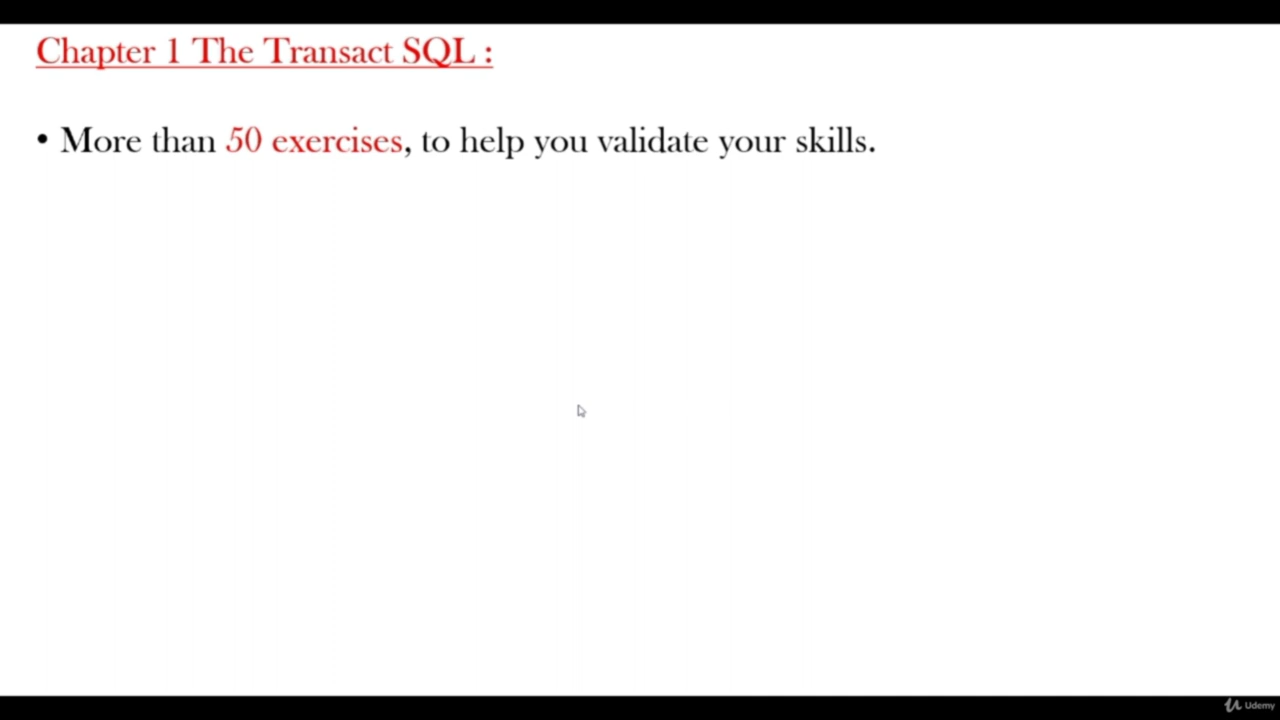 Chapter 1 The Transact SQL :
• More than 50 exercises, to help you validate your skills.
Udemy